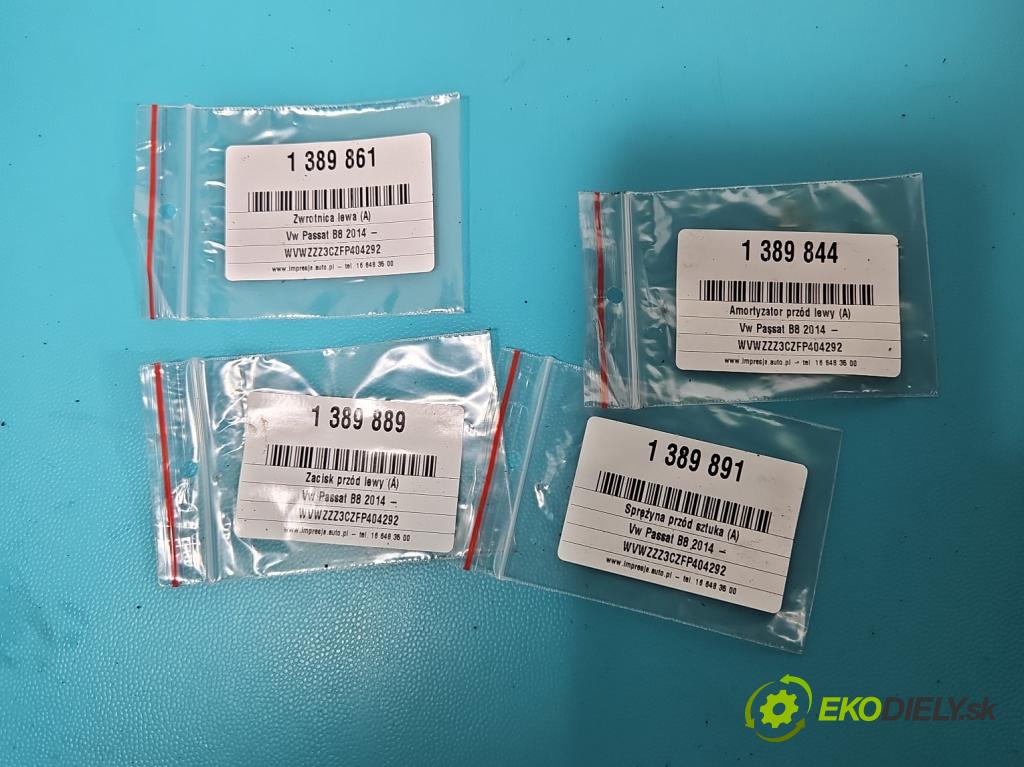 1 389 861
Zwrotnica lewa (A)
Vw Passat B8 2014 –
WVWZZZ3CZFP404292
www.impresja.auto.pl – tel. 16 648 35 00
1 389 844
Amortyzator przód lewy (A)
Vw Passat B8 2014 –
WVWZZZ3CZFP404292
www.impresja.auto.pl – tel. 16 648 35 00
1 389 889
Zacisk przód lewy (A)
Vw Passat B8 2014 –
WVWZZZ3CZFP404292
www.impresja.auto.pl – tel. 16 648 35 00
1 389 891
Sprężyna przód sztuka (A)
Vw Passat B8 2014 –
WVWZZZ3CZFP404292
www.impresja.auto.pl – tel. 16 648 35 00
EKODIELY.sk